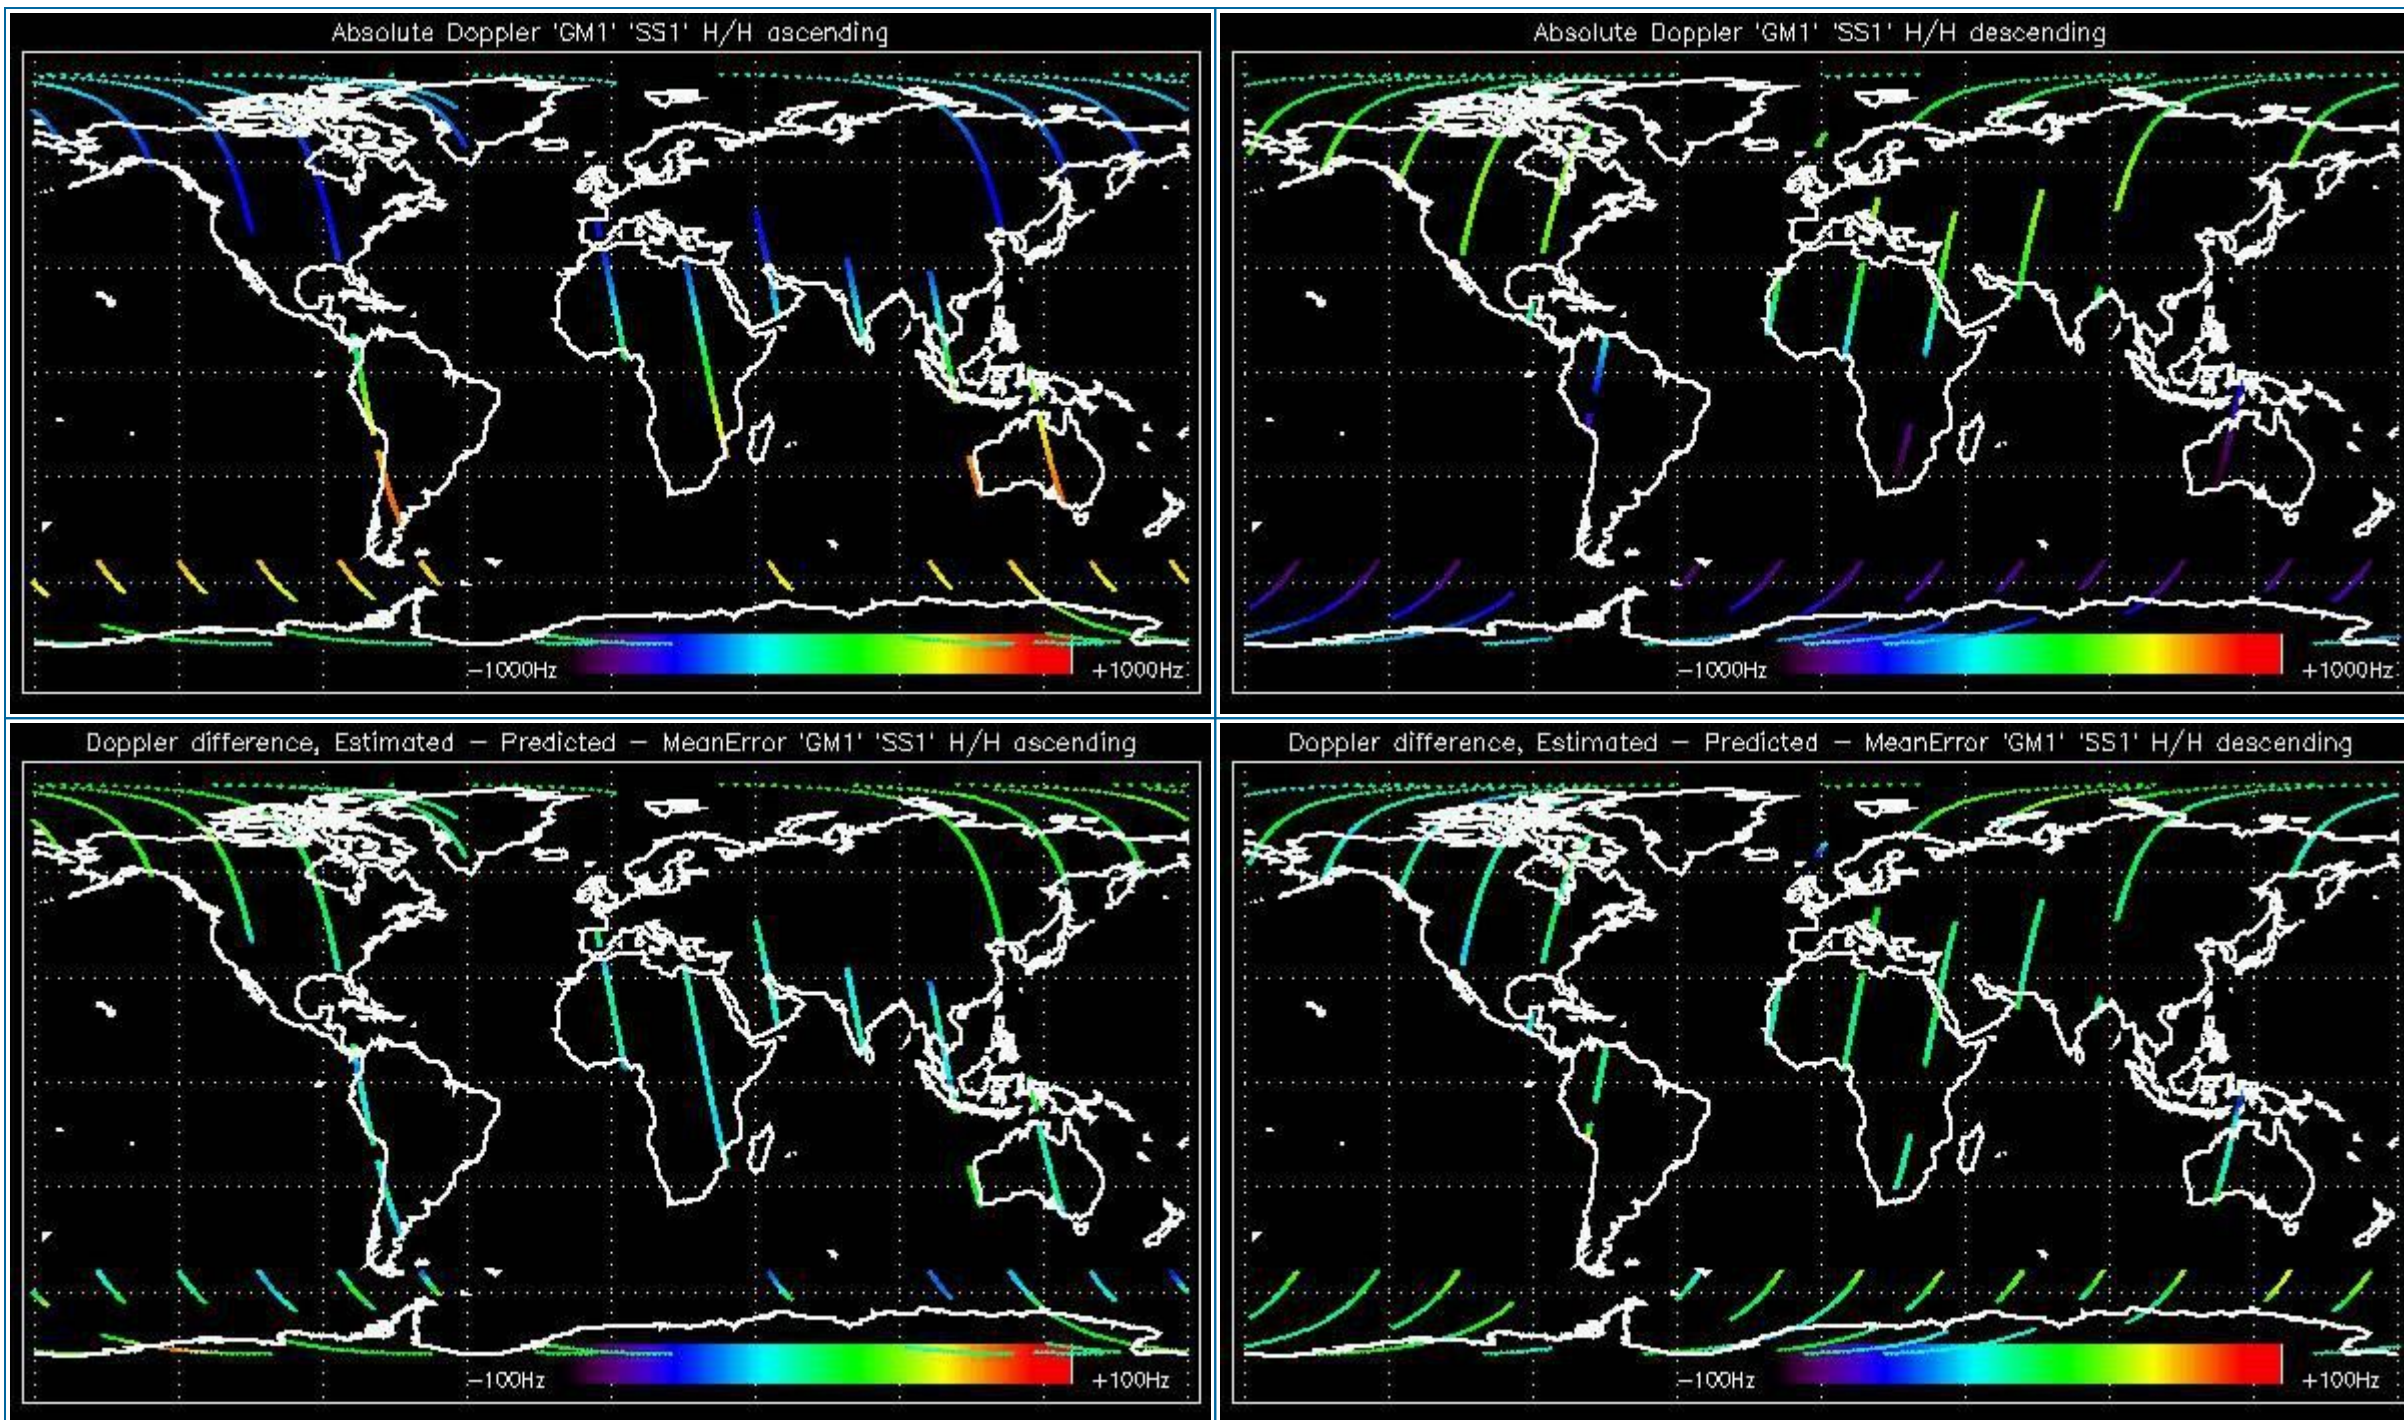 Absolute Doppler 'GM1' 'SS1' H/H ascending
-1000Hz +1000Hz
Absolute Doppler 'GM1' 'SS1' H/H descending
-1000Hz +1000Hz
Doppler difference, Estimated - Predicted - MeanError 'GM1' 'SS1' H/H ascending
-100Hz +100Hz
Doppler difference, Estimated - Predicted - MeanError 'GM1' 'SS1' H/H descending
-100Hz +100Hz